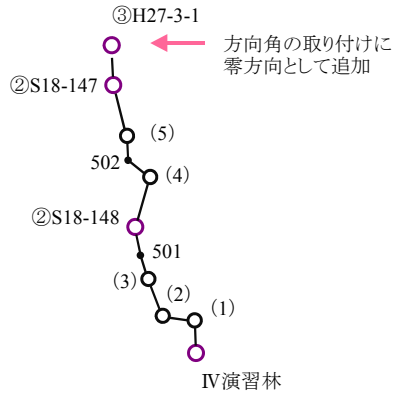 ③H27-3-1
方向角の取り付けに
零方向として追加
②S18-147
(5)
502
(4)
②S18-148
501
(3)
(2)
(1)
Ⅳ演習林